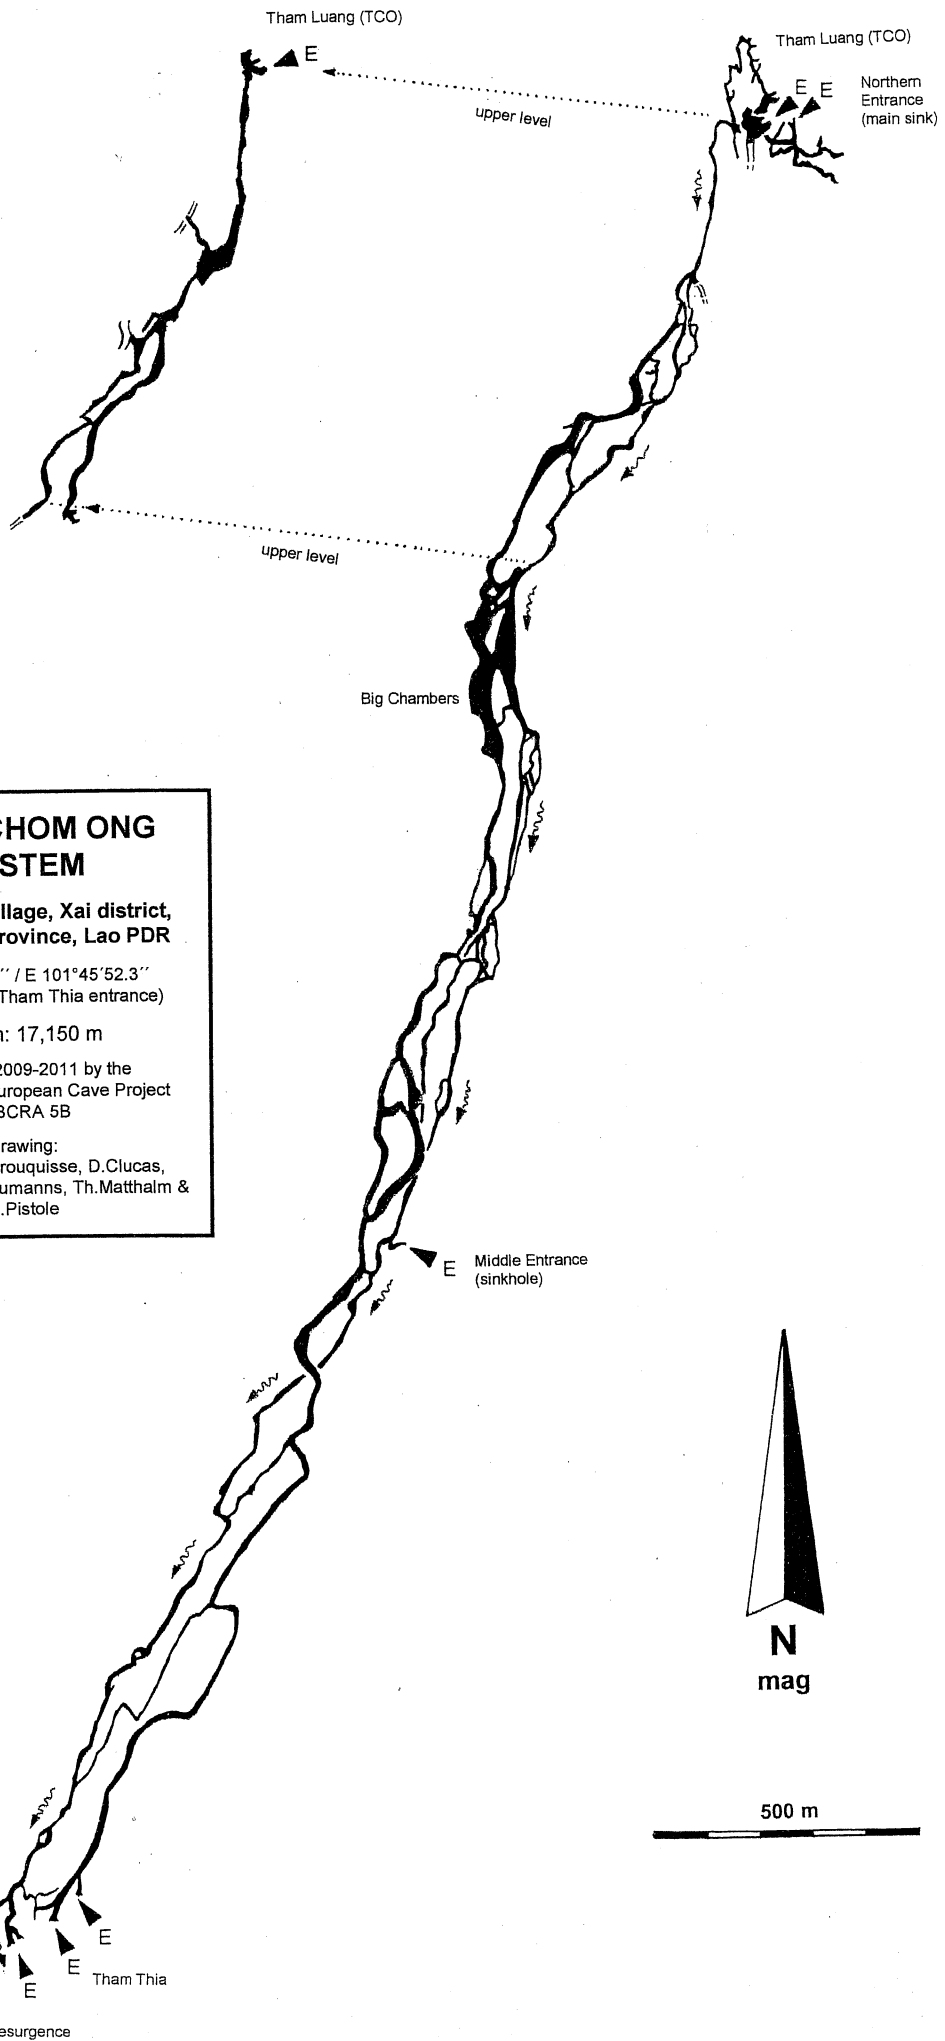 Tham Luang (TCO)
E
upper level
Tham Luang (TCO)
E E
Northern
Entrance
(main sink)
upper level
Big Chambers
CHOM ONG
STEM
llage, Xai district,
rovince, Lao PDR
´´ / E 101°45´52.3´´
Tham Thia entrance)
: 17,150 m
2009-2011 by the
uropean Cave Project
BCRA 5B
rawing:
rouquisse, D.Clucas,
umanns, Th.Matthalm &
.Pistole
E
Middle Entrance
(sinkhole)
N
mag
500 m
E
E
E
Tham Thia
esurgence